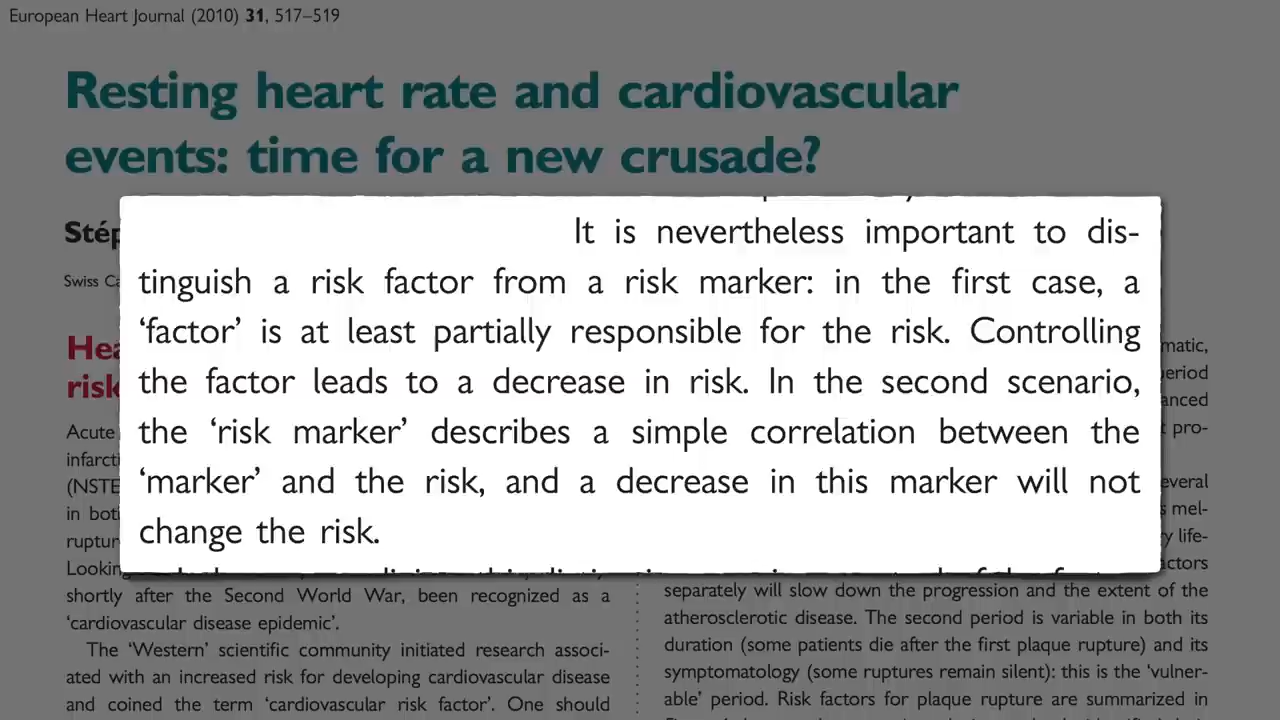 European Heart Journal (2010) 31, 517–519
Resting heart rate and cardiovascular
events: time for a new crusade?
It is nevertheless important to dis-
tinguish a risk factor from a risk marker: in the first case, a
‘factor’ is at least partially responsible for the risk. Controlling
the factor leads to a decrease in risk. In the second scenario,
the ‘risk marker’ describes a simple correlation between the
‘marker’ and the risk, and a decrease in this marker will not
change the risk.
Swiss
risk
Acute
in
Looking
shortly after the Second World War, been recognized as a
‘cardiovascular disease epidemic’.
The ‘Western’ scientific community initiated research associ-
ated with an increased risk for developing cardiovascular disease
and coined the term ‘cardiovascular risk factor’. One should
separately will slow down the progression and the extent of the
atherosclerotic disease. The second period is variable in both its
duration (some patients die after the first plaque rupture) and its
symptomatology (some ruptures remain silent): this is the ‘vulner-
able’ period. Risk factors for plaque rupture are summarized in